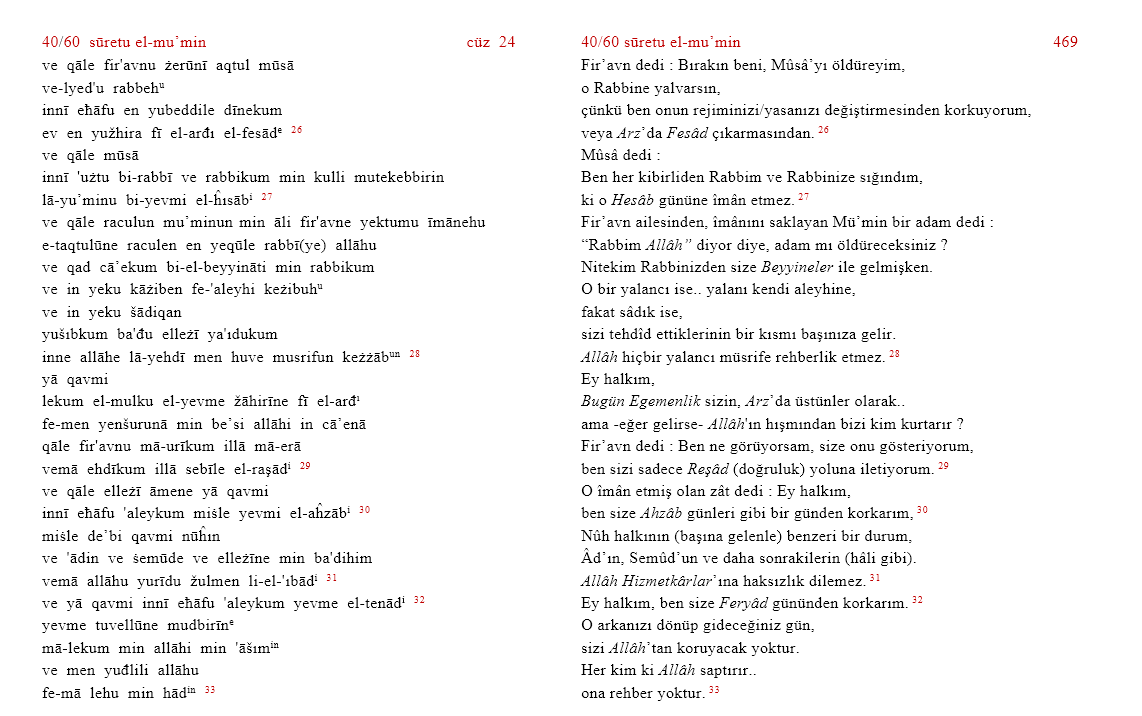 40/60 sūretu el-mu’min cüz 24
ve qāle fir'avnu żerūnī aqtul mūsā
ve-lyed'u rabbehᵘ
innī eħāfu en yubeddile dīnekum
ev en yužhira fī el-arđı el-fesādᵉ 26
ve qāle mūsā
innī 'użtu bi-rabbī ve rabbikum min kulli mutekebbirin
lā-yu’minu bi-yevmi el-ĥısābⁱ 27
ve qāle raculun mu’minun min āli fir'avne yektumu īmānehu
e-taqtulūne raculen en yeqūle rabbī(ye) allāhu
ve qad cā’ekum bi-el-beyyināti min rabbikum
ve in yeku kāżiben fe-'aleyhi keżibuhᵘ
ve in yeku šādiqan
yušıbkum ba'đu elleżī ya'ıdukum
inne allāhe lā-yehdī men huve musrifun keżżābᵘⁿ 28
yā qavmi
lekum el-mulku el-yevme žāhirīne fī el-arđᶦ
fe-men yenšurunā min be’si allāhi in cā’enā
qāle fir'avnu mā-urīkum illā mā-erā
vemā ehdīkum illā sebīle el-raşādⁱ 29
ve qāle elleżī āmene yā qavmi
innī eħāfu 'aleykum miśle yevmi el-aĥzābⁱ 30
miśle de’bi qavmi nūĥın
ve 'ādin ve śemūde ve elleżīne min ba'dihim
vemā allāhu yurīdu žulmen li-el-'ıbādⁱ 31
ve yā qavmi innī eħāfu 'aleykum yevme el-tenādⁱ 32
yevme tuvellūne mudbirīnᵉ
mā-lekum min allāhi min 'āšımⁱⁿ
ve men yuđlili allāhu
fe-mā lehu min hādⁱⁿ 33
40/60 sūretu el-mu’min 469
Fir’avn dedi : Bırakın beni, Mûsâ’yı öldüreyim,
o Rabbine yalvarsın,
çünkü ben onun rejiminizi/yasanızı değiştirmesinden korkuyorum,
veya Arz’da Fesâd çıkarmasından. 26
Mûsâ dedi :
Ben her kibirliden Rabbim ve Rabbinize sığındım,
ki o Hesâb gününe îmân etmez. 27
Fir’avn ailesinden, îmânını saklayan Mü’min bir adam dedi :
“Rabbim Allâh” diyor diye, adam mı öldüreceksiniz ?
Nitekim Rabbinizden size Beyyineler ile gelmişken.
O bir yalancı ise.. yalanı kendi aleyhine,
fakat sâdık ise,
sizi tehdîd ettiklerinin bir kısmı başınıza gelir.
Allâh hiçbir yalancı müsrife rehberlik etmez. 28
Ey halkım,
Bugün Egemenlik sizin, Arz’da üstünler olarak..
ama -eğer gelirse- Allâh'ın hışmından bizi kim kurtarır ?
Fir’avn dedi : Ben ne görüyorsam, size onu gösteriyorum,
ben sizi sadece Reşâd (doğruluk) yoluna iletiyorum. 29
O îmân etmiş olan zât dedi : Ey halkım,
ben size Ahzâb günleri gibi bir günden korkarım, 30
Nûh halkının (başına gelenle) benzeri bir durum,
Âd’ın, Semûd’un ve daha sonrakilerin (hâli gibi).
Allâh Hizmetkârlar’ına haksızlık dilemez. 31
Ey halkım, ben size Feryâd gününden korkarım. 32
O arkanızı dönüp gideceğiniz gün,
sizi Allâh’tan koruyacak yoktur.
Her kim ki Allâh saptırır..
ona rehber yoktur. 33